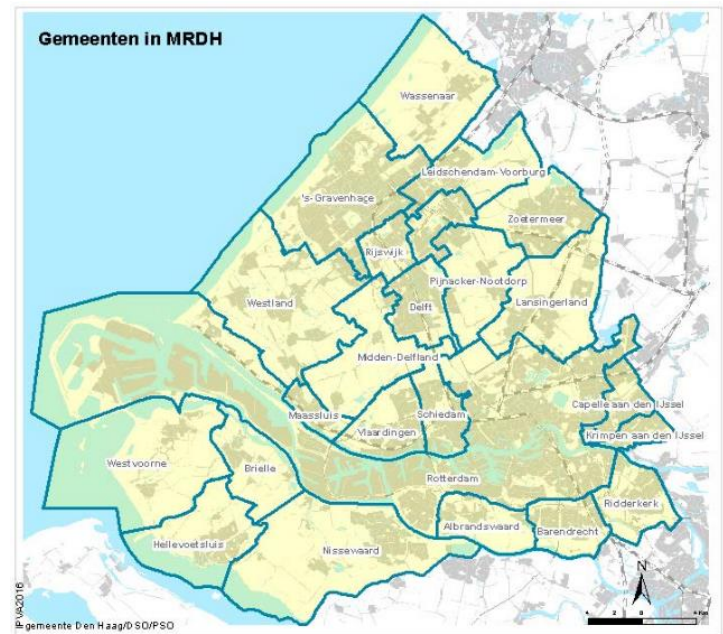 Gemeenten in MRDH
Wassenaar
Leidschendam-Voorburg
's-Gravenhage
Zoetermeer
Rijswijk
Pijnacker-Nootdorp
Westland
Delft
Lansingerland
Midden-Delfland
Maassluis
Schiedam
Capelle aan den IJssel
Vlaardingen
Krimpen aan den IJssel
Westvoorne
Brielle
Rotterdam
Ridderkerk
Albrandswaard
Barendrecht
Hellevoetsluis
Nissewaard
N
gemeente Den Haag/DSO/PSO